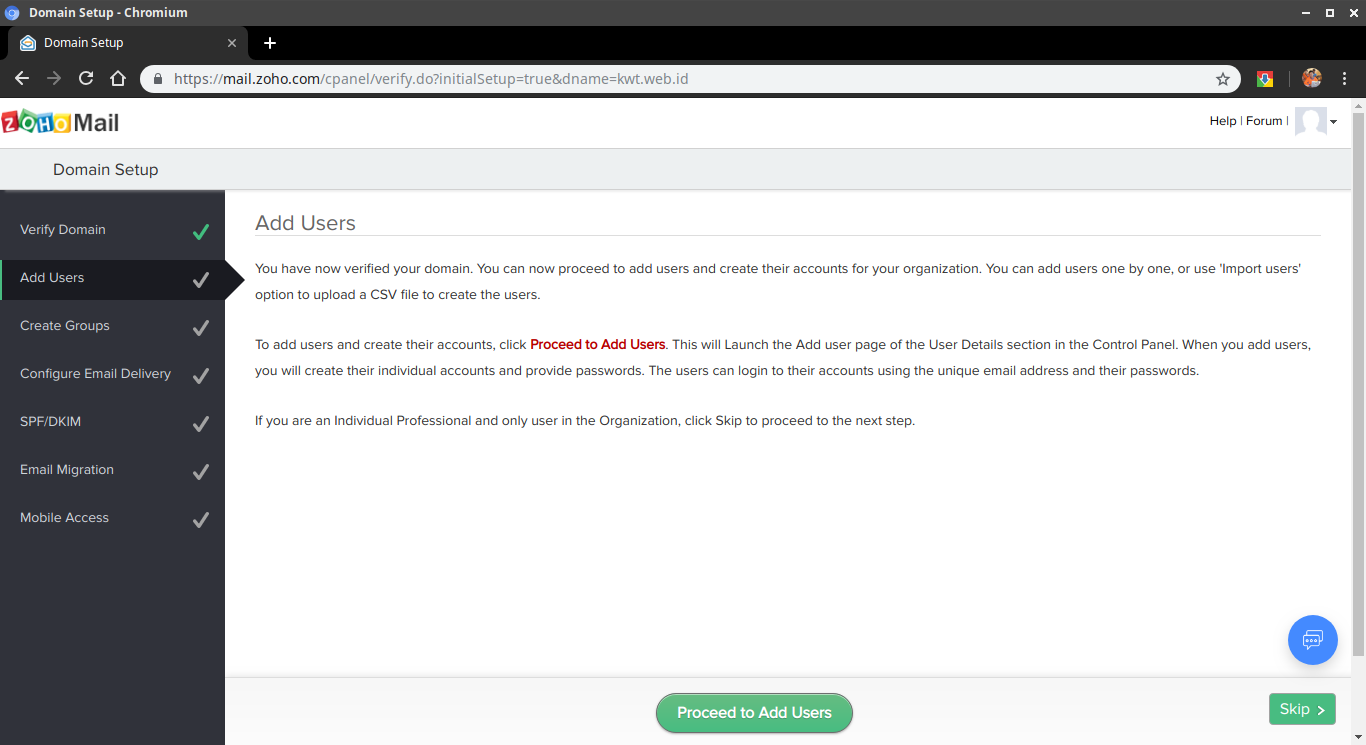 Domain Setup - Chromium
Domain Setup
https://mail.zoho.com/cpanel/verify.do?initialSetup=true&dname=kwt.web.id
ZOHO Mail
Help | Forum |
Domain Setup
Verify Domain
Add Users
Create Groups
Configure Email Delivery
SPF/DKIM
Email Migration
Mobile Access
Add Users
You have now verified your domain. You can now proceed to add users and create their accounts for your organization. You can add users one by one, or use 'Import users'
option to upload a CSV file to create the users.
To add users and create their accounts, click Proceed to Add Users. This will Launch the Add user page of the User Details section in the Control Panel. When you add users,
you will create their individual accounts and provide passwords. The users can login to their accounts using the unique email address and their passwords.
If you are an Individual Professional and only user in the Organization, click Skip to proceed to the next step.
Proceed to Add Users
Skip